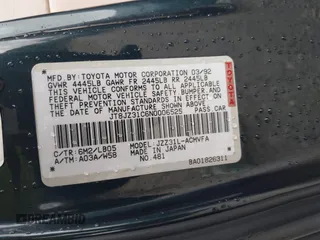 MFD. BY: TOYOTA MOTOR CORPORATION 03/92
GVWR 4445LB GAWR FR 2445LB RR 2445LB
THIS VEHICLE CONFORMS TO ALL APPLICABLE
FEDERAL MOTOR VEHICLE SAFETY, BUMPER, AND
THEFT PREVENTION STANDARDS IN EFFECT ON
THE DATE OF MANUFACTURE SHOWN ABOVE.
JT8JZ31C6N0006525
PASS. CAR
C/TR: 6M2/LB05 MODEL: JZZ31L-ACMVFA
A/TM: A03A/W58 MADE IN JAPAN
NO.481 BA01826311
TOYOTA